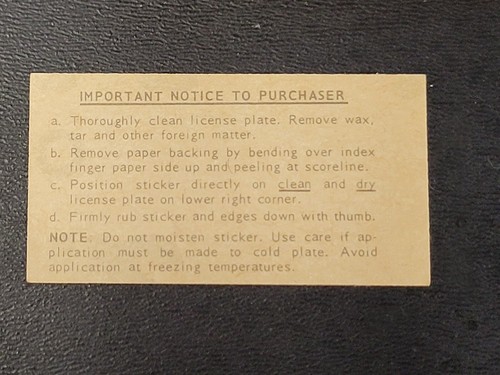 IMPORTANT NOTICE TO PURCHASER
a. Thoroughly clean license plate. Remove wax,
tar and other foreign matter.
b. Remove paper backing by bending over index
finger paper side up and peeling at scoreline.
c. Position sticker directly on clean and dry
license plate on lower right corner.
d. Firmly rub sticker and edges down with thumb.
NOTE: Do not moisten sticker. Use care if ap-
plication must be made to cold plate. Avoid
application at freezing temperatures.